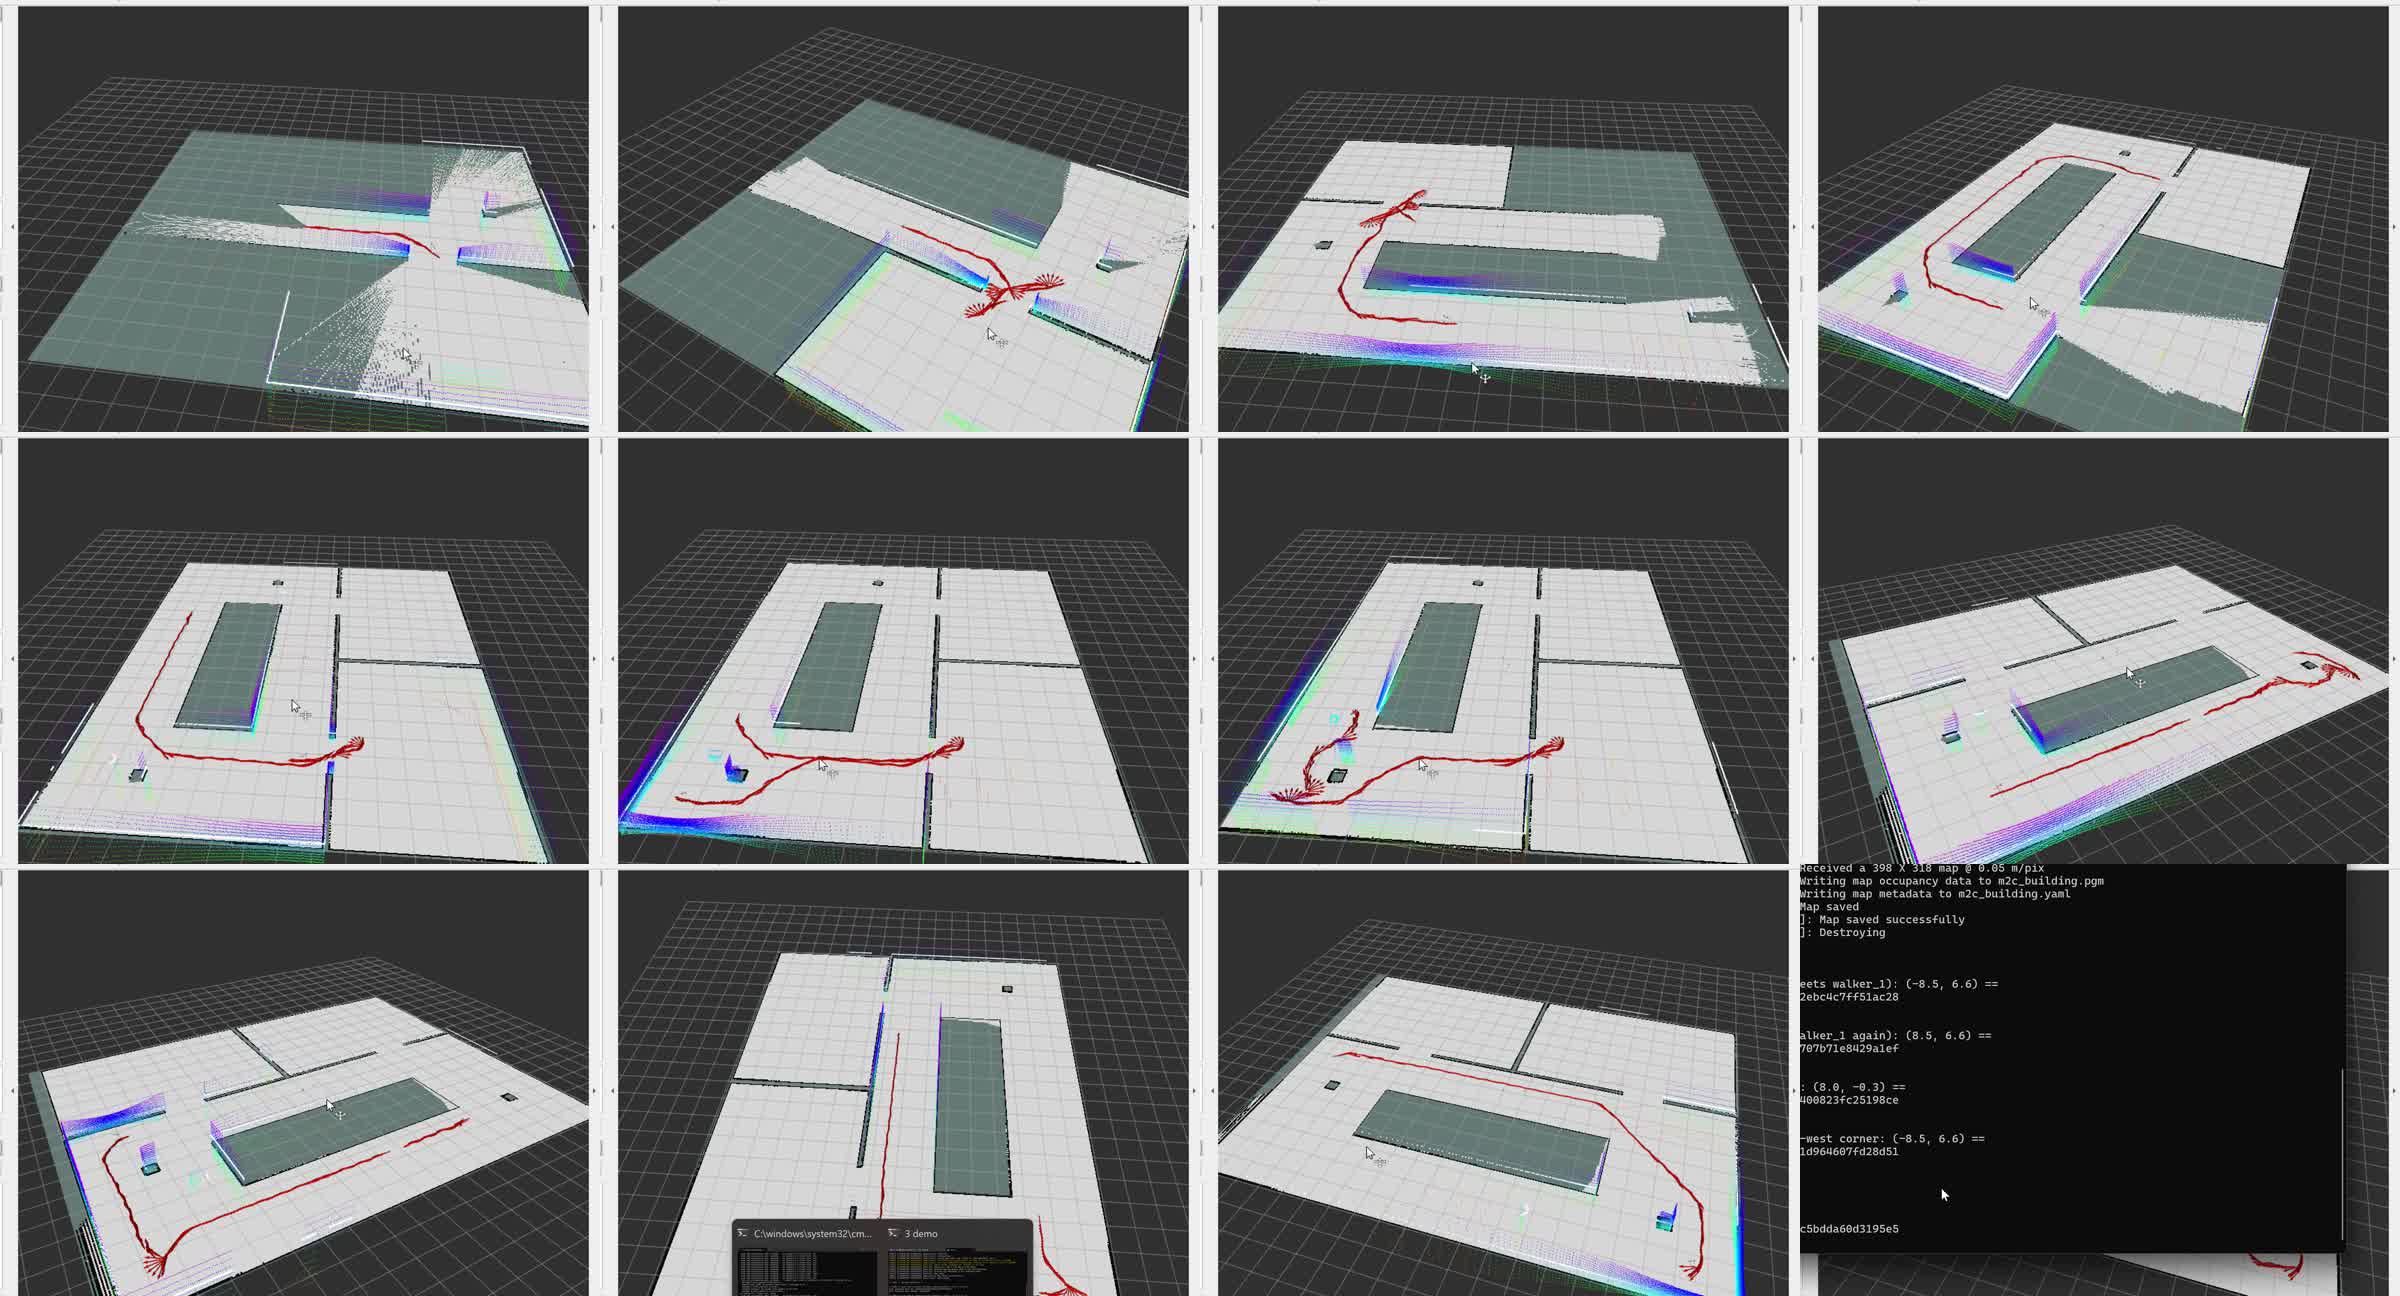 C:\windows\system32\cm...
3 demo
Received a 398 X 318 map @ 0.05 m/pix
Writing map occupancy data to m2c_building.pgm
Writing map metadata to m2c_building.yaml
Map saved
]: Map saved successfully
]: Destroying
eets walker_1): (-8.5, 6.6) ==
2ebc4c7ff51ac28
alker_1 again): (8.5, 6.6) ==
707b71e8429a1ef
: (8.0, -0.3) ==
400823fc25198ce
-west corner: (-8.5, 6.6) ==
1d964607fd28d51
c5bdda60d3195e5